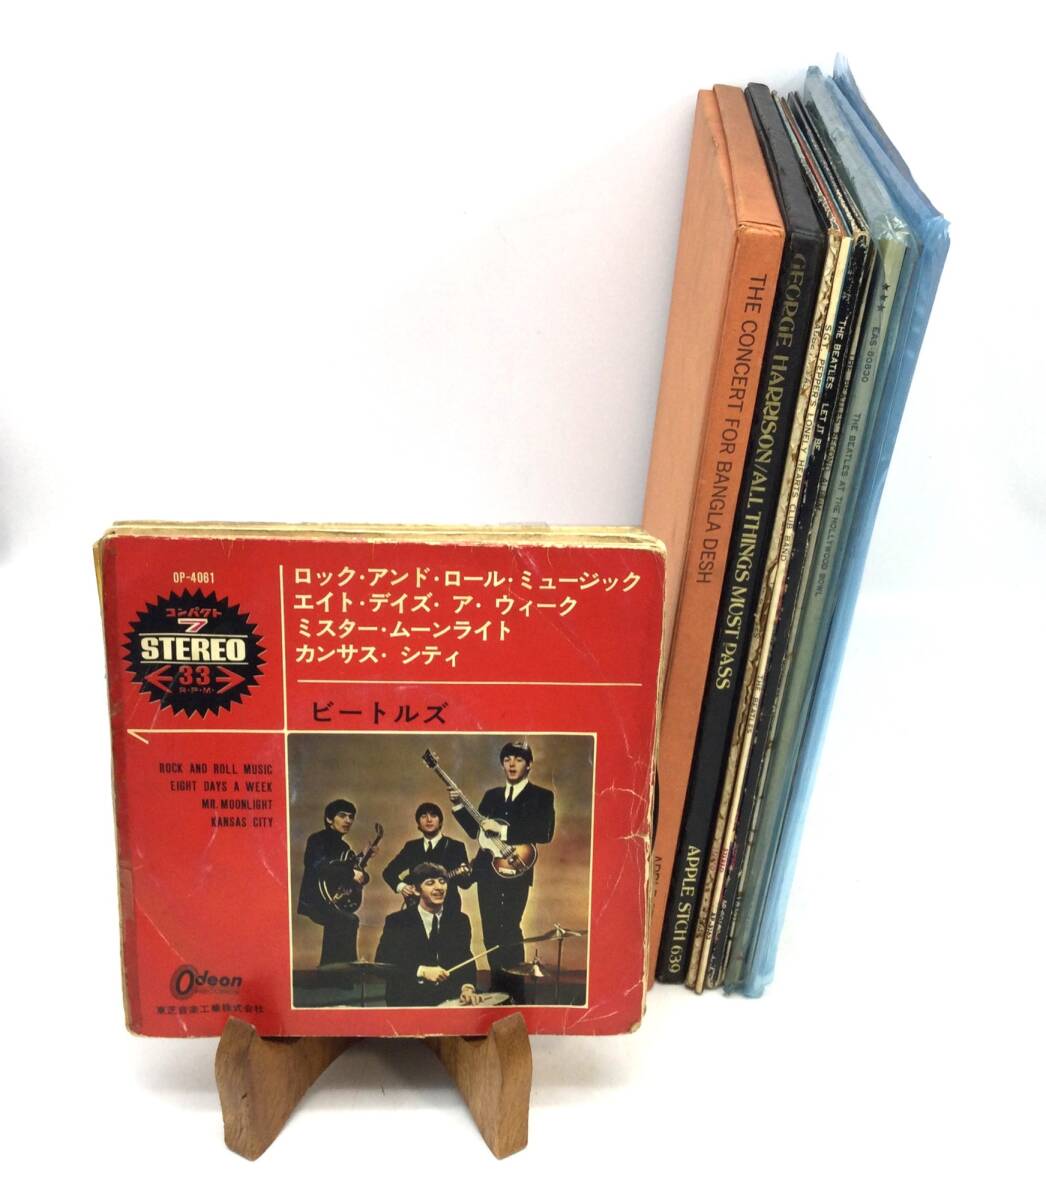 OP-4061
コンパクト
7
STEREO
33
R・P・M・
ロック・アンド・ロール・ミュージック
エイト・デイズ・ア・ウィーク
ミスター・ムーンライト
カンサス・シティ
ビートルズ
ROCK AND ROLL MUSIC
EIGHT DAYS A WEEK
MR. MOONLIGHT
KANSAS CITY
Odeon
東芝音楽工業株式会社
THE CONCERT FOR BANGLA DESH
GEORGE HARRISON/ALL THINGS MUST PASS
APPLE STCH 639
SGT. PEPPER'S LONELY HEARTS CLUB BAND
THE BEATLES
THE BEATLES LET IT BE
★★★ EAS-80830 THE BEATLES AT THE HOLLYWOOD BOWL